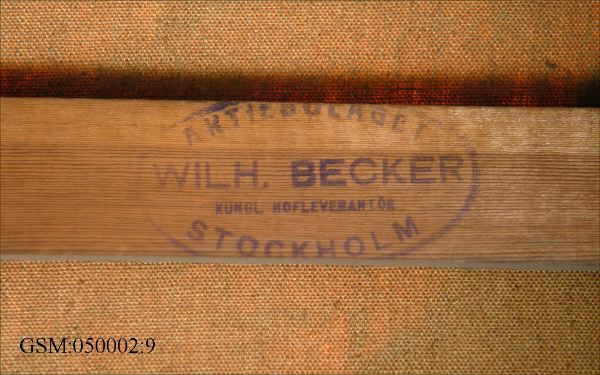 AKTIEBOLAGET
WILH. BECKER
KUNGL. HOFLEVERANTÖR
STOCKHOLM
GSM:050002:9